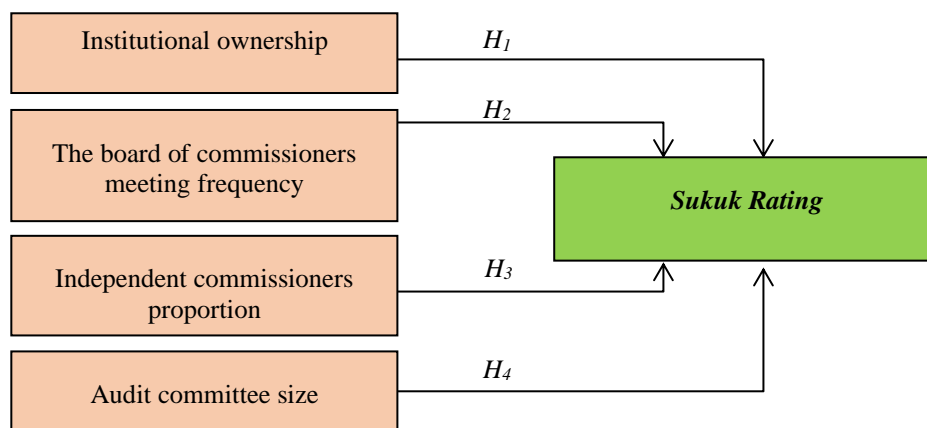 Institutional ownership
H1
The board of commissioners
meeting frequency
H2
Sukuk Rating
Independent commissioners
proportion
H3
Audit committee size
H4